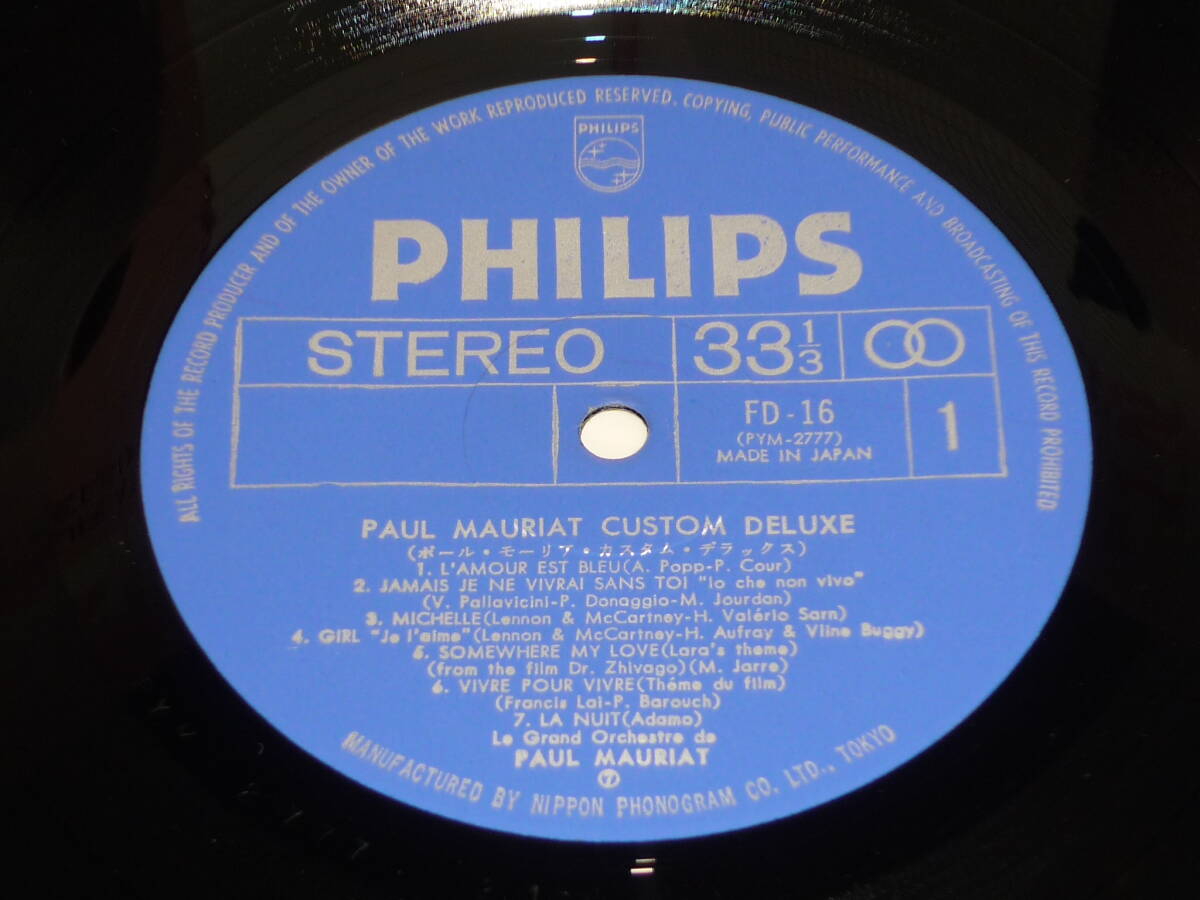 ALL RIGHTS OF THE RECORD PRODUCER AND OF THE OWNER OF THE WORK REPRODUCED RESERVED. COPYING, PUBLIC PERFORMANCE AND BROADCASTING OF THIS RECORD PROHIBITED
PHILIPS
PHILIPS
STEREO 33 1/3
FD-16 1
(PYM-2777)
MADE IN JAPAN
PAUL MAURIAT CUSTOM DELUXE
(ポール・モーリア・カスタム・デラックス)
1. L'AMOUR EST BLEU(A. Popp-P. Cour)
2. JAMAIS JE NE VIVRAI SANS TOI "Io che non vivo"
(V. Pallavicini-P. Donaggio-M. Jourdan)
3. MICHELLE(Lennon & McCartney-H. Valério Sarn)
4. GIRL "Je l'aime"(Lennon & McCartney-H. Aufray & Vline Buggy)
5. SOMEWHERE MY LOVE(Lara's theme)
(from the film Dr. Zhivago)(M. Jarre)
6. VIVRE POUR VIVRE(Théme du film)
(Francis Lai-P. Barouch)
7. LA NUIT(Adamo)
Le Grand Orchestre de
PAUL MAURIAT
MANUFACTURED BY NIPPON PHONOGRAM CO. LTD., TOKYO